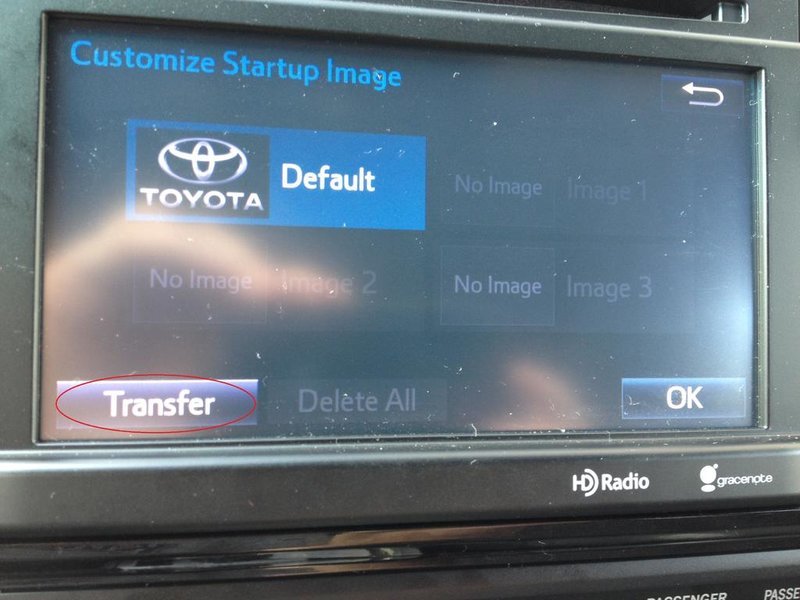 Customize Startup Image
TOYOTA
Default
No Image
Image 1
No Image
Image 2
No Image
Image 3
Transfer
Delete All
OK
HD Radio
gracenote
PASSENGER